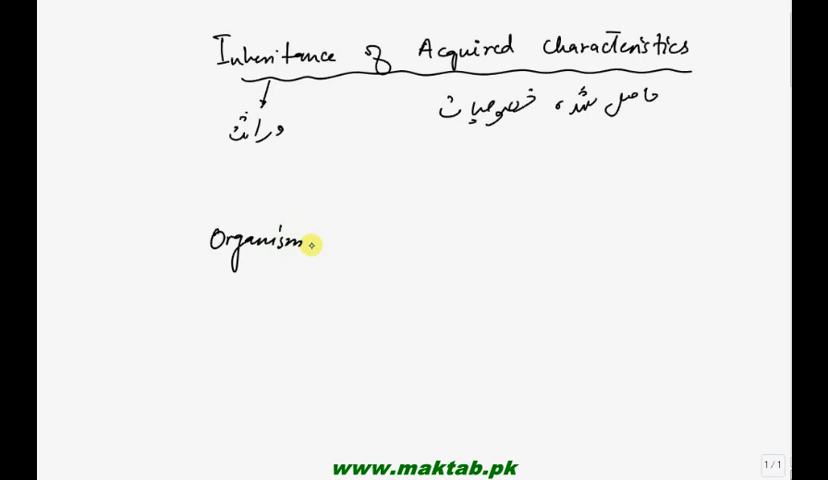 Inheritance of Acquired characteristics
وراثت
حاصل شدہ خصوصیات
Organism
www.maktab.pk
1/1